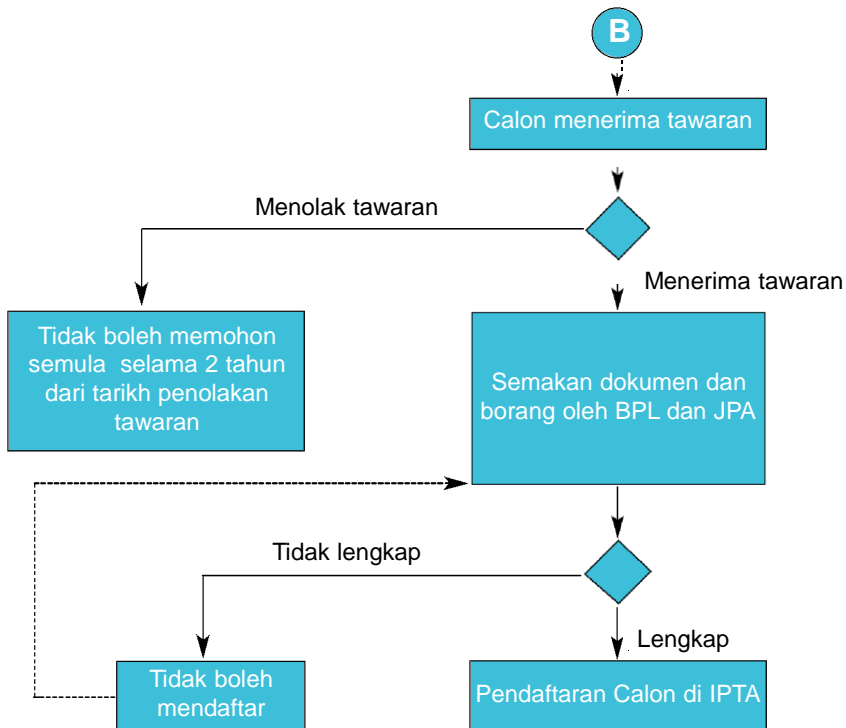 B
Calon menerima tawaran
Menolak tawaran
Menerima tawaran
Tidak boleh memohon
semula selama 2 tahun
dari tarikh penolakan
tawaran
Semakan dokumen dan
borang oleh BPL dan JPA
Tidak lengkap
Lengkap
Tidak boleh
mendaftar
Pendaftaran Calon di IPTA